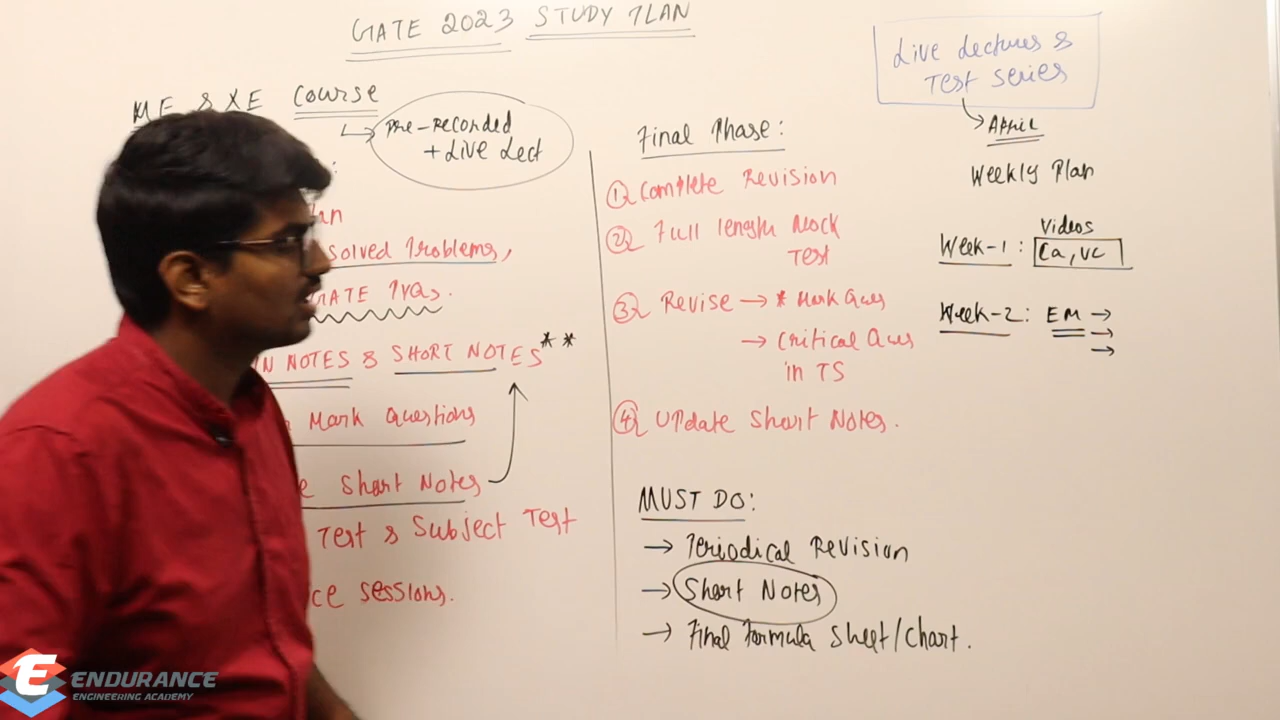 GATE 2023 STUDY PLAN
ME & XE COURSE
Pre-recorded
+ Live Lect
solved Problems,
GATE PYQs.
NOTES & SHORT NOTES**
Mark Questions
Short Notes
Test & Subject Test
sessions.
Final Phase:
① Complete Revision
② Full length Mock
Test
③ Revise → * Mark Ques
→ Critical Ques
in TS
④ Update Short Notes.
MUST DO:
→ Periodical Revision
→ Short Notes
→ Final Formula Sheet/Chart.
Live Lectures &
Test Series
→ April
Weekly Plan
Videos
Week-1 : Ca, VC
Week-2: EM →
→
→
E ENDURANCE
ENGINEERING ACADEMY